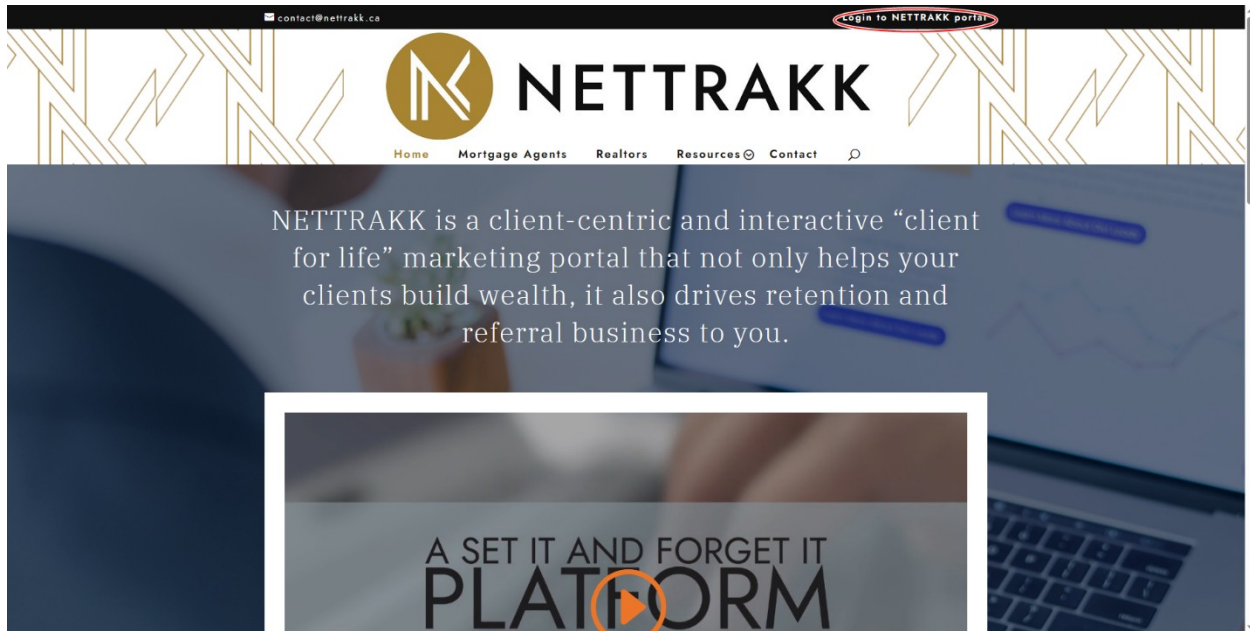 contact@nettrakk.ca
Login to NETTRAKK portal
NETTRAKK
Home Mortgage Agents Realtors Resources Contact
NETTRAKK is a client-centric and interactive “client
for life” marketing portal that not only helps your
clients build wealth, it also drives retention and
referral business to you.
A SET IT AND FORGET IT
PLATFORM